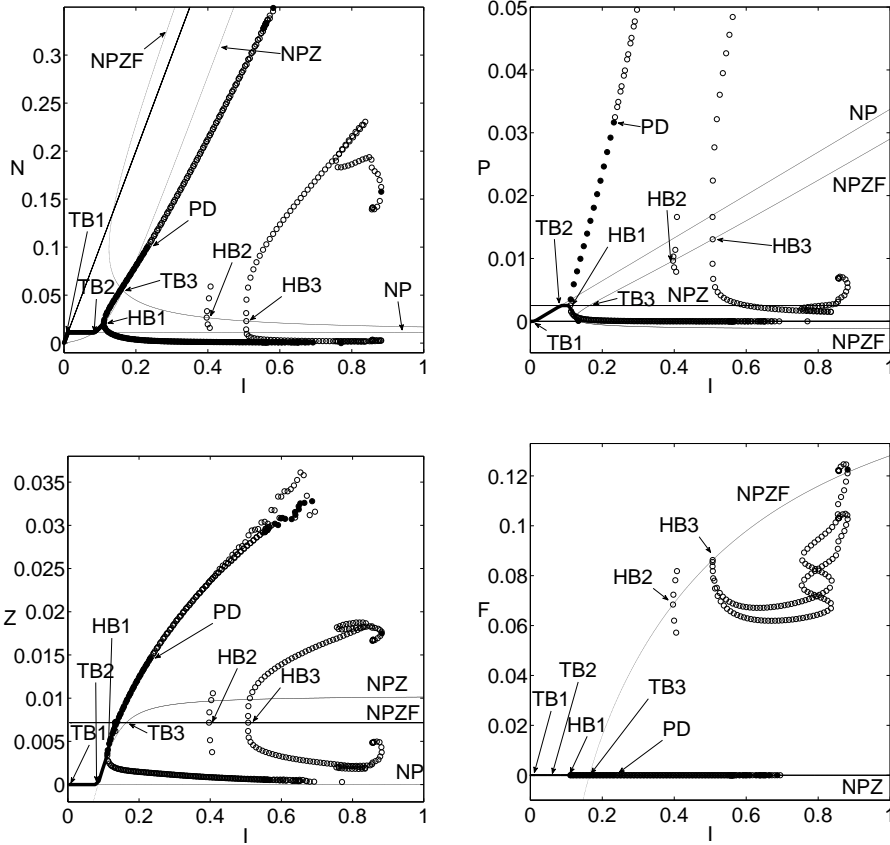 NPZF
NPZ
0.35
0.3
0.25
0.2
N
0.15
TB1
PD
0.1
HB2
TB2
TB3
HB3
NP
0.05
HB1
0
0 0.2 0.4 0.6 0.8 1
I
0.05
0.04
NP
PD
0.03
P
NPZF
0.02
HB2
TB2
HB1
HB3
0.01
NPZ
TB3
0
TB1
NPZF
0 0.2 0.4 0.6 0.8 1
I
0.035
0.03
0.025
Z
0.02
HB1
PD
0.015
TB2
HB2
HB3
NPZ
0.01
NPZF
TB1
TB3
0.005
NP
0
0 0.2 0.4 0.6 0.8 1
I
0.12
NPZF
0.1
HB3
0.08
HB2
F
0.06
0.04
TB2
TB1
TB3
0.02
HB1
PD
0
NPZ
0 0.2 0.4 0.6 0.8 1
I